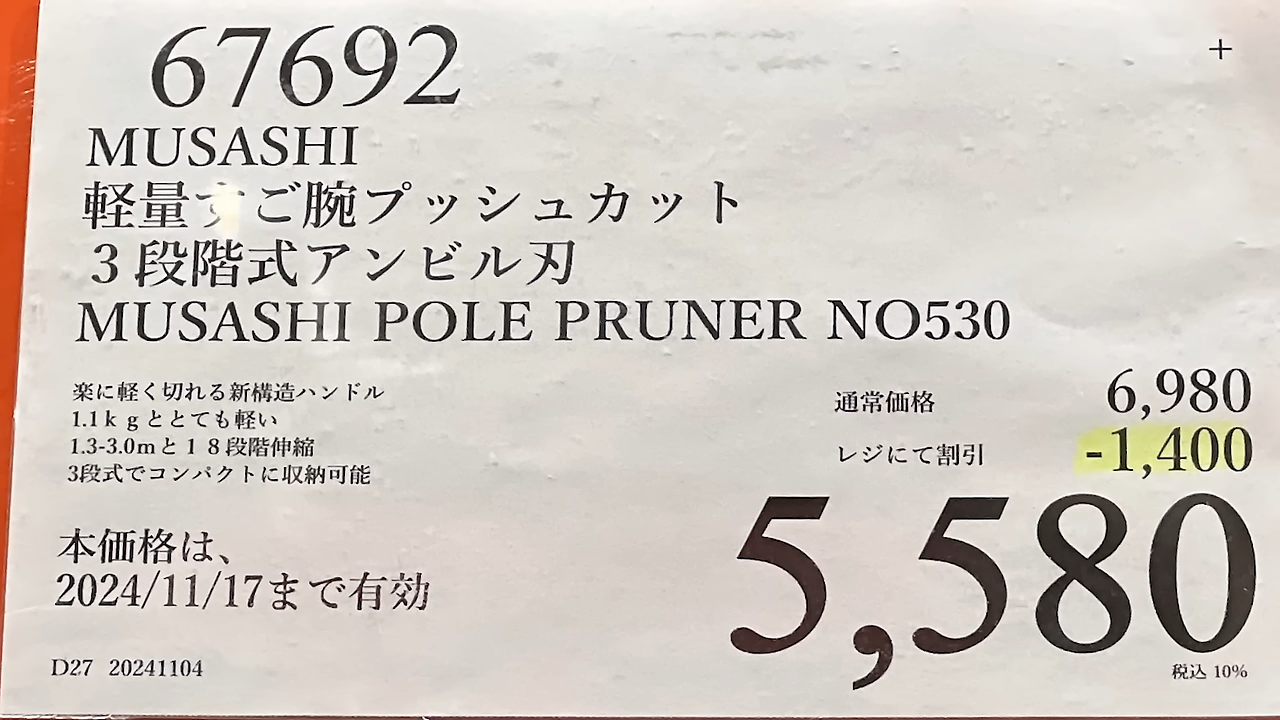 67692
+
MUSASHI
軽量すご腕プッシュカット
３段階式アンビル刃
MUSASHI POLE PRUNER NO530
楽に軽く切れる新構造ハンドル
1.1ｋｇととても軽い
1.3-3.0mと１８段階伸縮
3段式でコンパクトに収納可能
通常価格 6,980
レジにて割引 -1,400
5,580
本価格は、
2024/11/17まで有効
D27 20241104
税込 10%